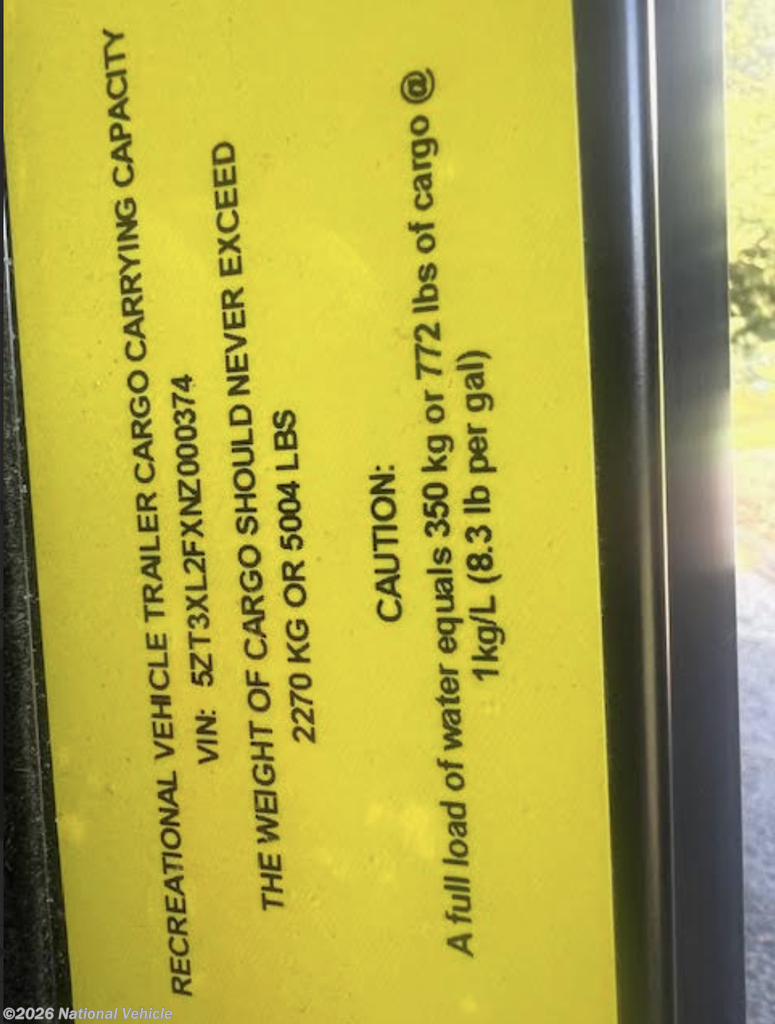 RECREATIONAL VEHICLE TRAILER CARGO CARRYING CAPACITY
VIN: 5ZT3XL2FXNZ000374
THE WEIGHT OF CARGO SHOULD NEVER EXCEED
2270 KG OR 5004 LBS
CAUTION:
A full load of water equals 350 kg or 772 lbs of cargo @
1kg/L (8.3 lb per gal)
©2026 National Vehicle